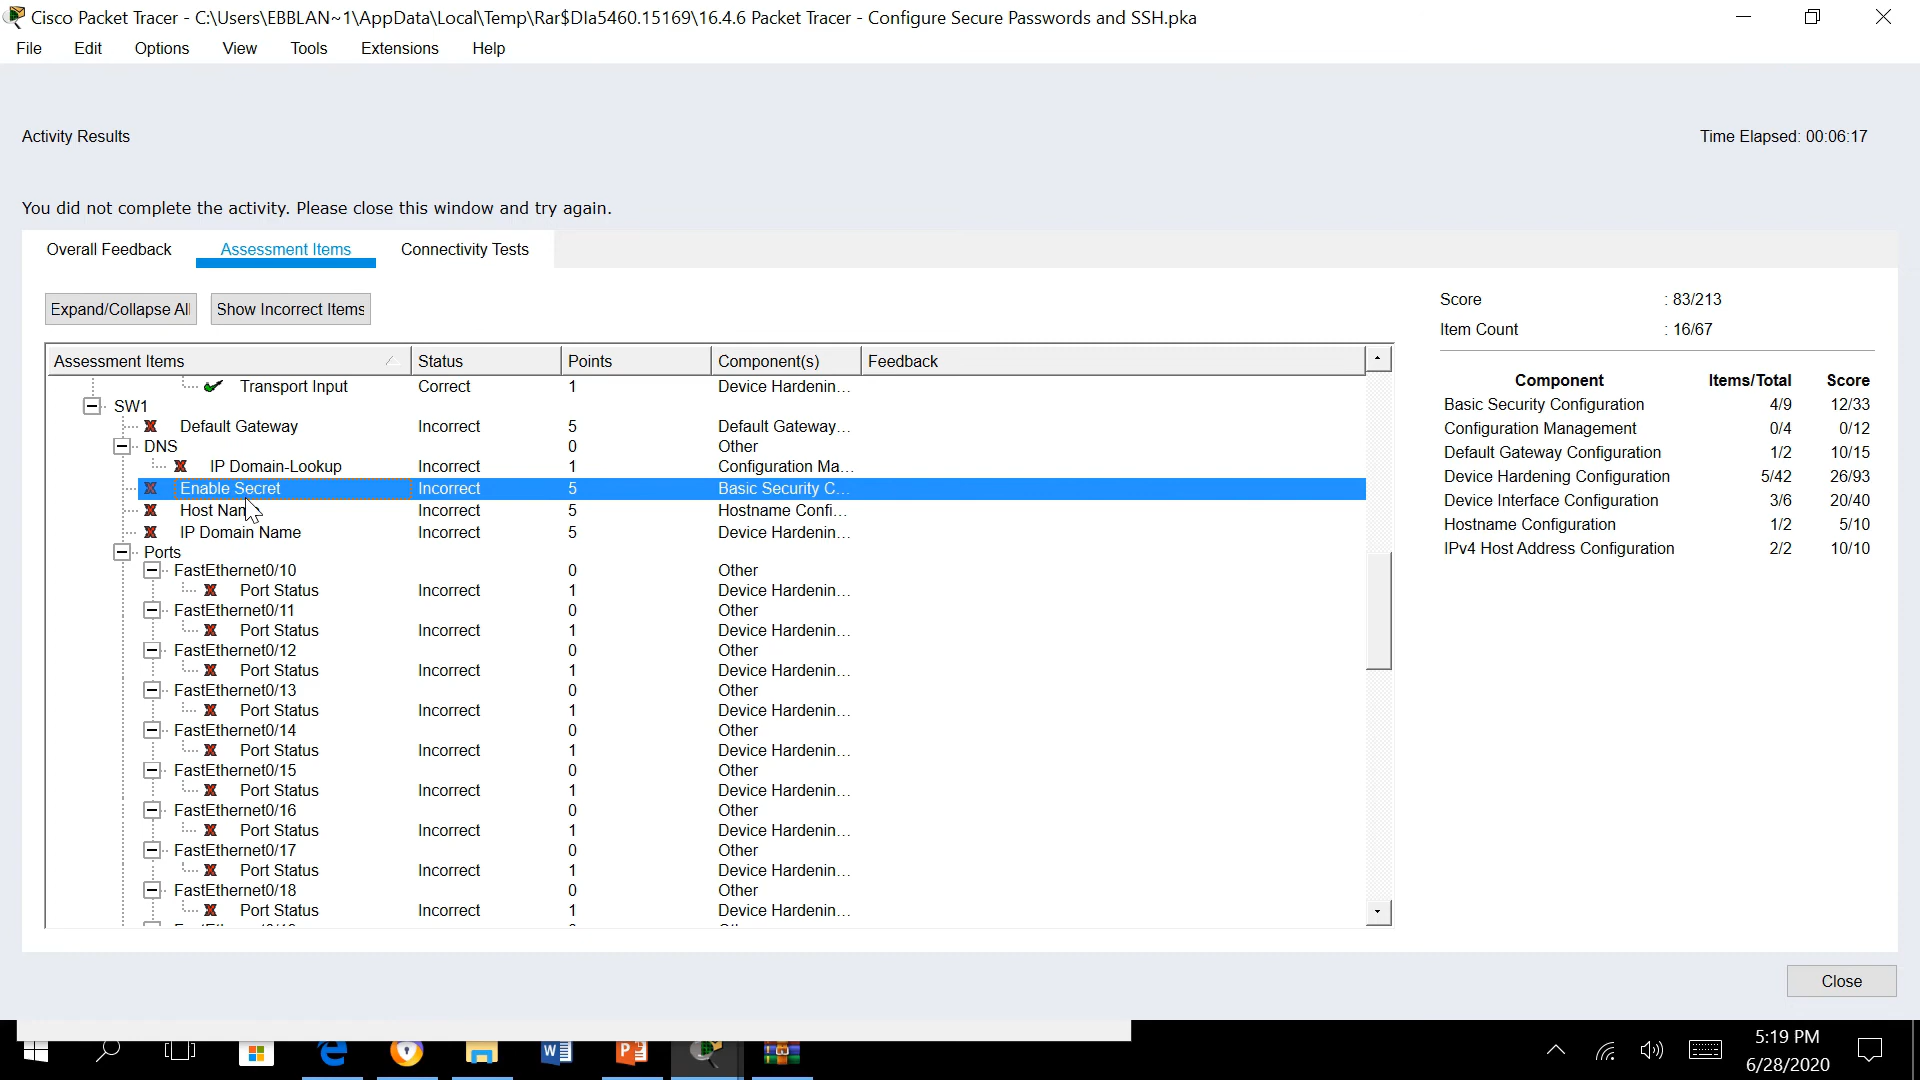 Cisco Packet Tracer - C:\Users\EBBLAN~1\AppData\Local\Temp\Rar$DIa5460.15169\16.4.6 Packet Tracer - Configure Secure Passwords and SSH.pka
File Edit Options View Tools Extensions Help
Activity Results
Time Elapsed: 00:06:17
You did not complete the activity. Please close this window and try again.
Overall Feedback Assessment Items Connectivity Tests
Expand/Collapse All Show Incorrect Items
Score : 83/213
Item Count : 16/67
Assessment Items Status Points Component(s) Feedback
Transport Input Correct 1 Device Hardenin...
SW1
Default Gateway Incorrect 5 Default Gateway...
DNS 0 Other
IP Domain-Lookup Incorrect 1 Configuration Ma...
Enable Secret Incorrect 5 Basic Security C...
Host Name Incorrect 5 Hostname Confi...
IP Domain Name Incorrect 5 Device Hardenin...
Ports
FastEthernet0/10 0 Other
Port Status Incorrect 1 Device Hardenin...
FastEthernet0/11 0 Other
Port Status Incorrect 1 Device Hardenin...
FastEthernet0/12 0 Other
Port Status Incorrect 1 Device Hardenin...
FastEthernet0/13 0 Other
Port Status Incorrect 1 Device Hardenin...
FastEthernet0/14 0 Other
Port Status Incorrect 1 Device Hardenin...
FastEthernet0/15 0 Other
Port Status Incorrect 1 Device Hardenin...
FastEthernet0/16 0 Other
Port Status Incorrect 1 Device Hardenin...
FastEthernet0/17 0 Other
Port Status Incorrect 1 Device Hardenin...
FastEthernet0/18 0 Other
Port Status Incorrect 1 Device Hardenin...
Component Items/Total Score
Basic Security Configuration 4/9 12/33
Configuration Management 0/4 0/12
Default Gateway Configuration 1/2 10/15
Device Hardening Configuration 5/42 26/93
Device Interface Configuration 3/6 20/40
Hostname Configuration 1/2 5/10
IPv4 Host Address Configuration 2/2 10/10
Close
5:19 PM
6/28/2020